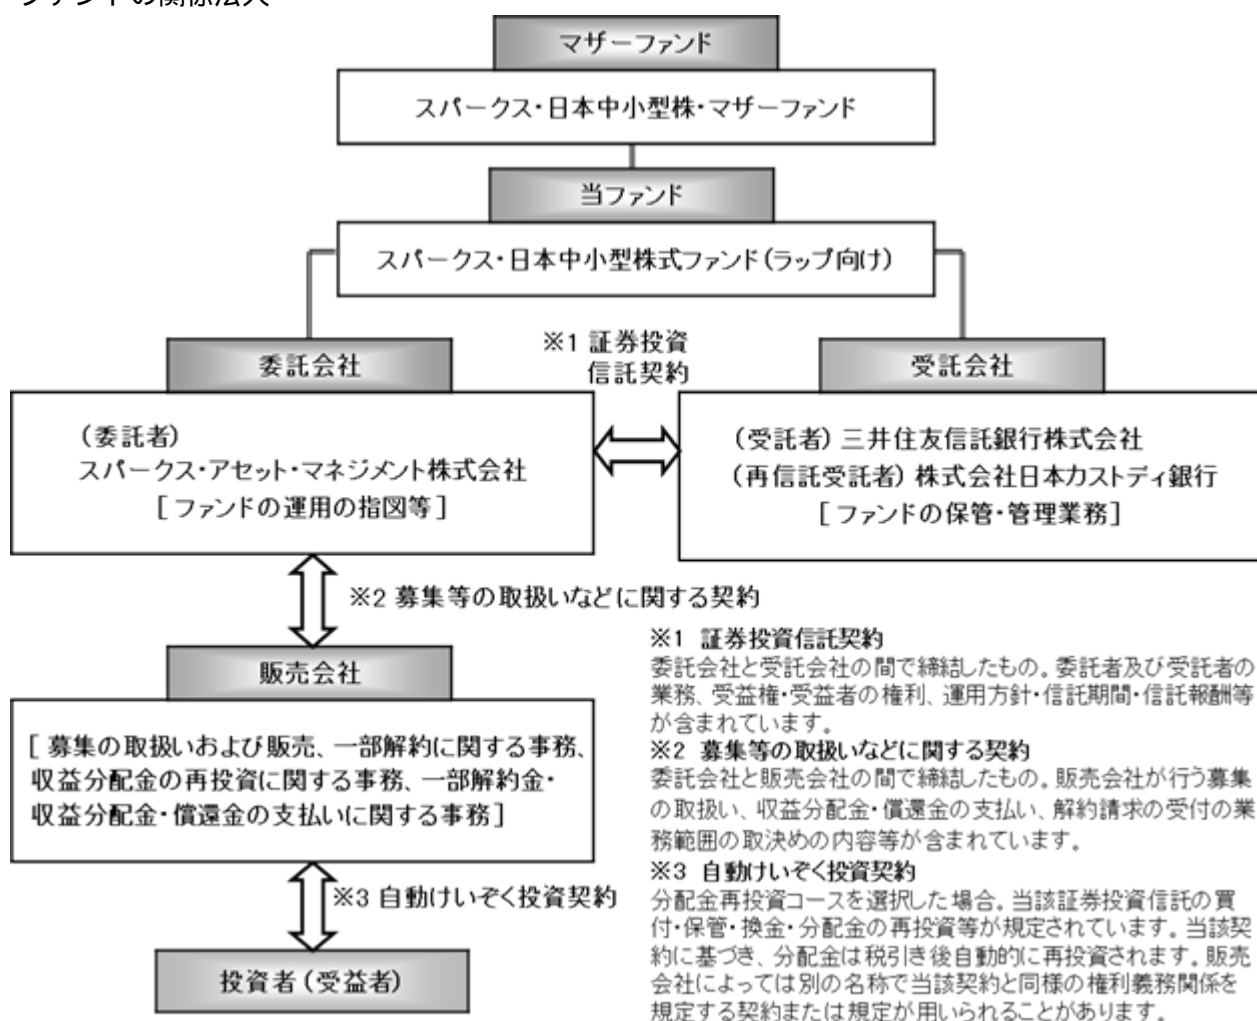 ファンドの関係法人
マザーファンド
スパークス・日本中小型株・マザーファンド
当ファンド
スパークス・日本中小型株式ファンド(ラップ向け)
※1 証券投資
信託契約
委託会社
(委託者)
スパークス・アセット・マネジメント株式会社
[ファンドの運用の指図等]
受託会社
(受託者)三井住友信託銀行株式会社
(再信託受託者)株式会社日本カストディ銀行
[ファンドの保管・管理業務]
※2 募集等の取扱いなどに関する契約
販売会社
[募集の取扱いおよび販売、一部解約に関する事務、
収益分配金の再投資に関する事務、一部解約金・
収益分配金・償還金の支払いに関する事務]
※3 自動けいぞく投資契約
投資者(受益者)
※1 証券投資信託契約
委託会社と受託会社の間で締結したもの。委託者及び受託者の
業務、受益権・受益者の権利、運用方針・信託期間・信託報酬等
が含まれています。
※2 募集等の取扱いなどに関する契約
委託会社と販売会社の間で締結したもの。販売会社が行う募集
の取扱い、収益分配金・償還金の支払い、解約請求の受付の業
務範囲の取決めの内容等が含まれています。
※3 自動けいぞく投資契約
分配金再投資コースを選択した場合。当該証券投資信託の買
付・保管・換金・分配金の再投資等が規定されています。当該契
約に基づき、分配金は税引き後自動的に再投資されます。販売
会社によっては別の名称で当該契約と同様の権利義務関係を
規定する契約または規定が用いられることがあります。